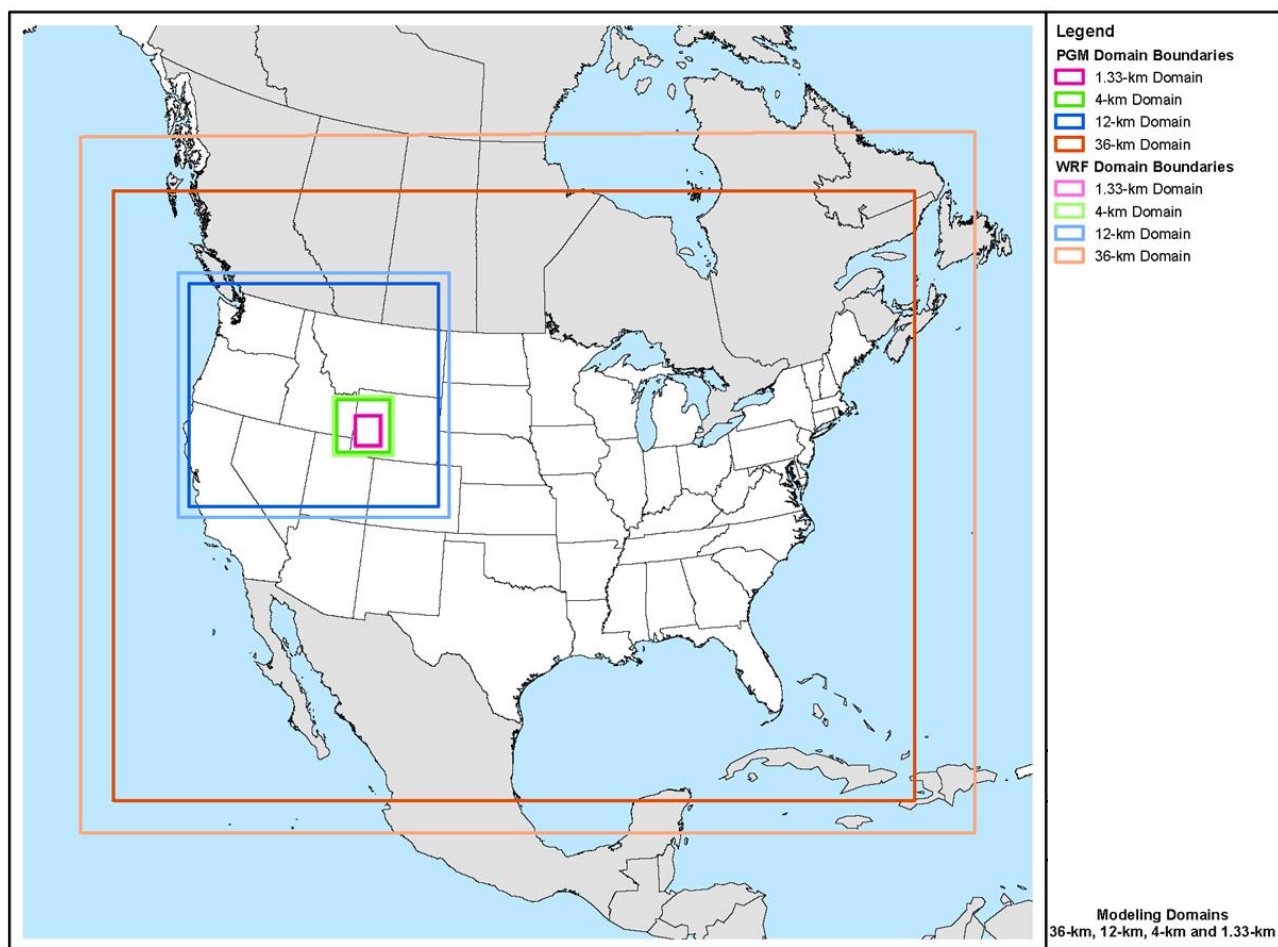 Legend
PGM Domain Boundaries
1.33-km Domain
4-km Domain
12-km Domain
36-km Domain
WRF Domain Boundaries
1.33-km Domain
4-km Domain
12-km Domain
36-km Domain
Modeling Domains
36-km, 12-km, 4-km and 1.33-km